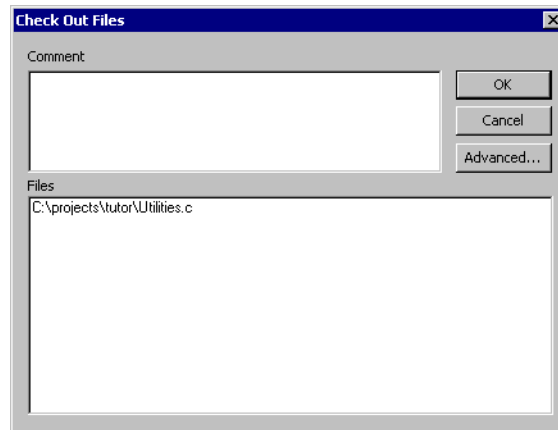 Check Out Files
Comment
OK
Cancel
Advanced...
Files
C:\projects\tutor\Utilities.c